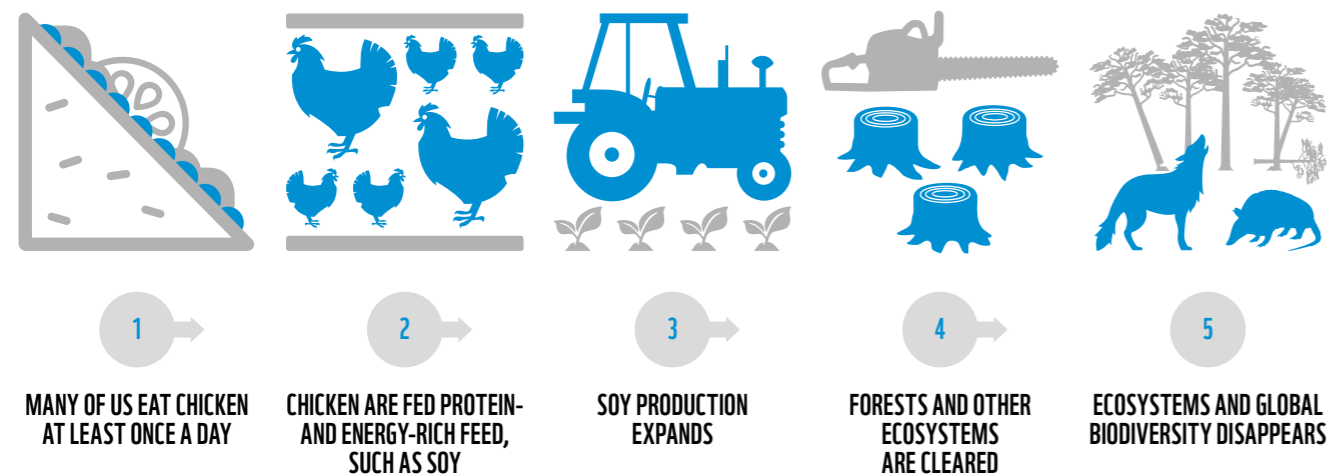 1
MANY OF US EAT CHICKEN
AT LEAST ONCE A DAY
2
CHICKEN ARE FED PROTEIN-
AND ENERGY-RICH FEED,
SUCH AS SOY
3
SOY PRODUCTION
EXPANDS
4
FORESTS AND OTHER
ECOSYSTEMS
ARE CLEARED
5
ECOSYSTEMS AND GLOBAL
BIODIVERSITY DISAPPEARS